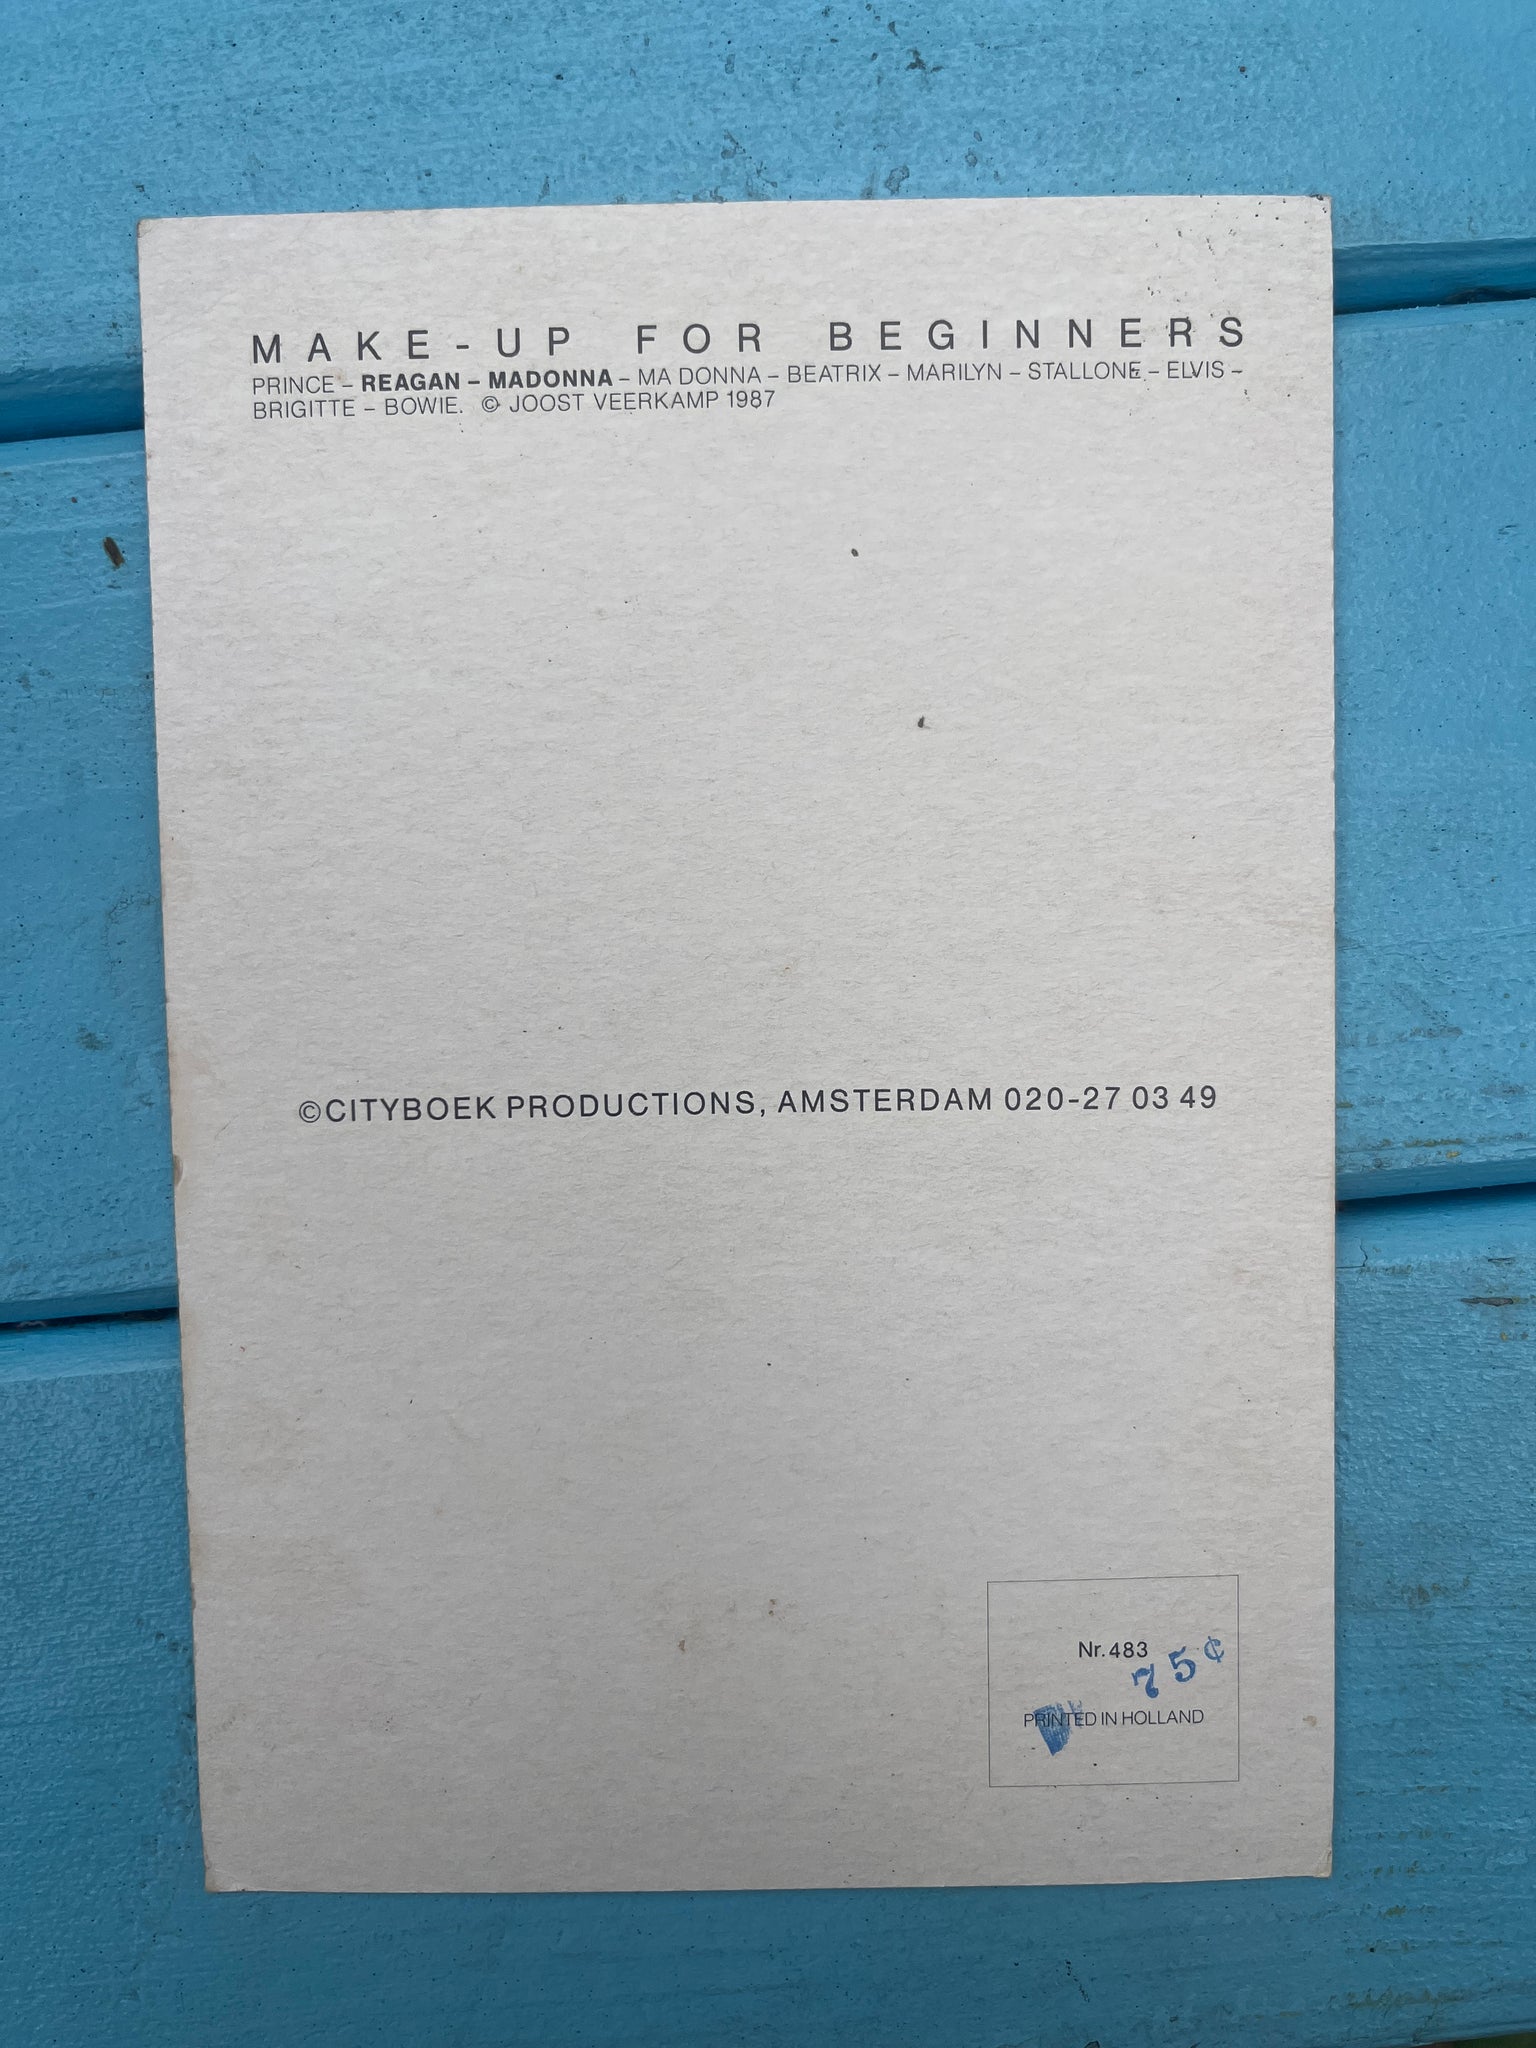 MAKE-UP FOR BEGINNERS
PRINCE – REAGAN – MADONNA – MA DONNA – BEATRIX – MARILYN – STALLONE – ELVIS –
BRIGITTE – BOWIE. © JOOST VEERKAMP 1987
©CITYBOEK PRODUCTIONS, AMSTERDAM 020-27 03 49
Nr. 483
75¢
PRINTED IN HOLLAND